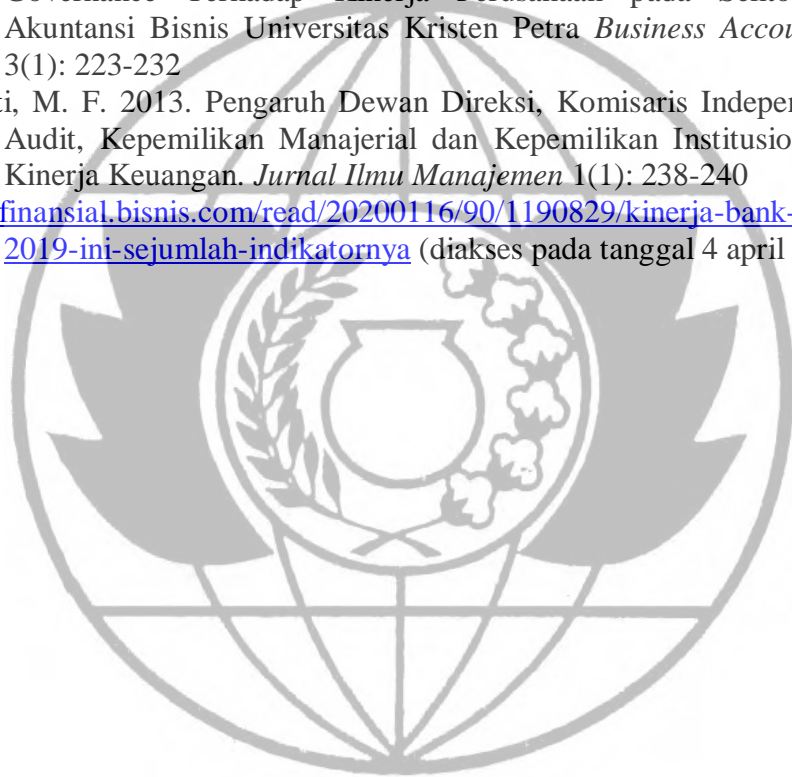 Governance Terhadap Kinerja Perusahaan pada
Akuntansi Bisnis Universitas Kristen Petra Business Accou
3(1): 223-232
ti, M. F. 2013. Pengaruh Dewan Direksi, Komisaris Indepen
Audit, Kepemilikan Manajerial dan Kepemilikan Institusio
Kinerja Keuangan. Jurnal Ilmu Manajemen 1(1): 238-240
finansial.bisnis.com/read/20200116/90/1190829/kinerja-bank-
2019-ini-sejumlah-indikatornya (diakses pada tanggal 4 april